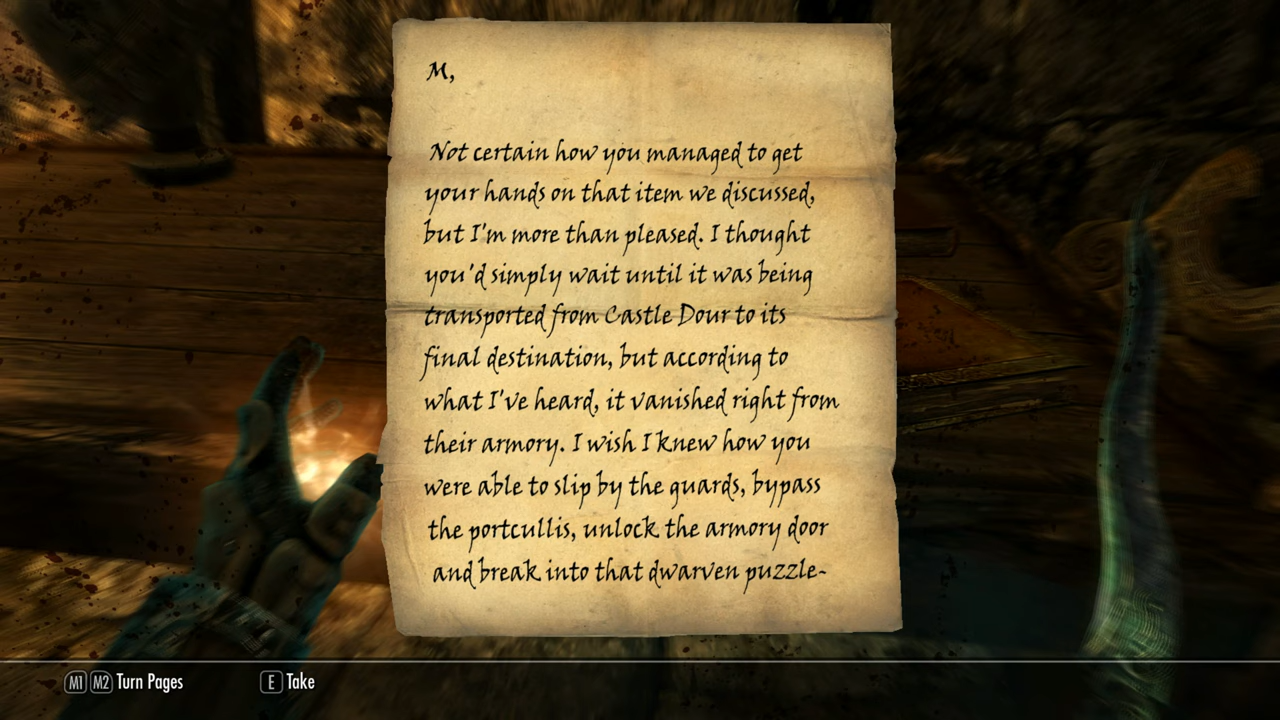 M,
Not certain how you managed to get
your hands on that item we discussed,
but I'm more than pleased. I thought
you'd simply wait until it was being
transported from Castle Dour to its
final destination, but according to
what I've heard, it vanished right from
their armory. I wish I knew how you
were able to slip by the guards, bypass
the portcullis, unlock the armory door
and break into that dwarven puzzle-
M1 M2 Turn Pages E Take